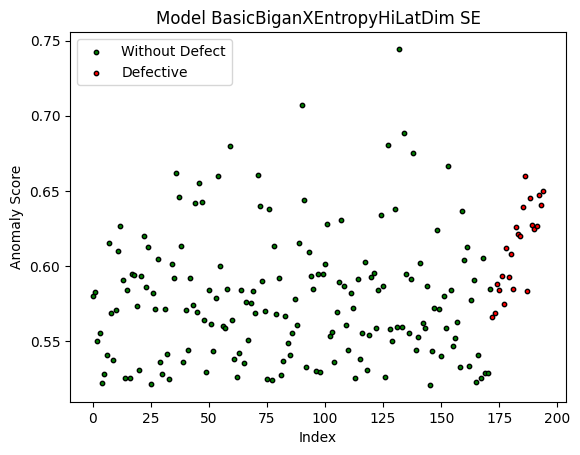 Model BasicBiganXEntropyHiLatDim SE
Without Defect
Defective
Anomaly Score
0.75
0.70
0.65
0.60
0.55
0 25 50 75 100 125 150 175 200
Index